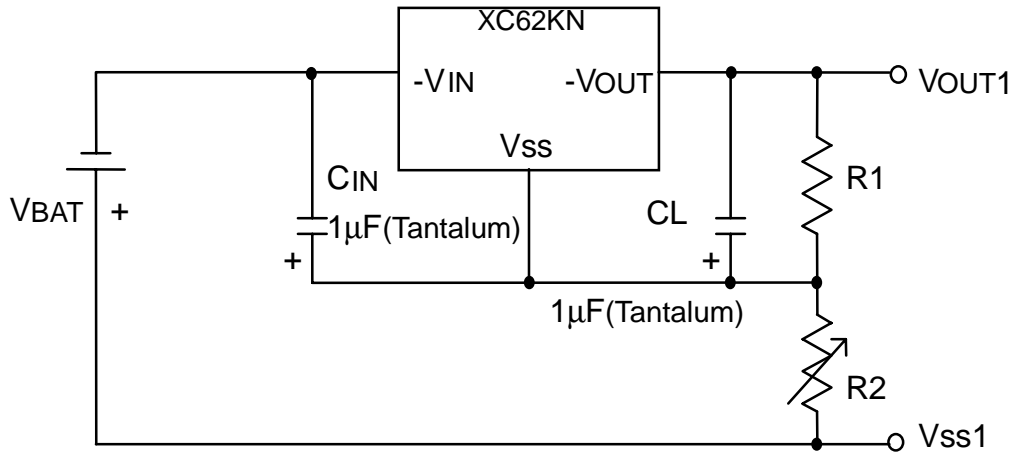 XC62KN
-VIN
-VOUT
VOUT1
Vss
CIN
R1
VBAT
+
1μF(Tantalum)
CL
+
+
1μF(Tantalum)
R2
Vss1